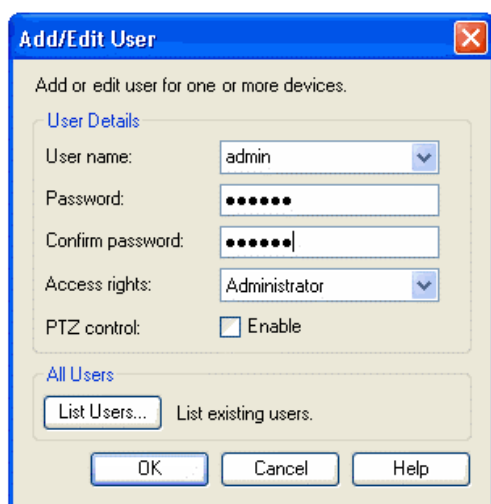 Add/Edit User
Add or edit user for one or more devices.
User Details
User name: admin
Password: ●●●●●●
Confirm password: ●●●●●●
Access rights: Administrator
PTZ control: Enable
All Users
List Users... List existing users.
OK Cancel Help